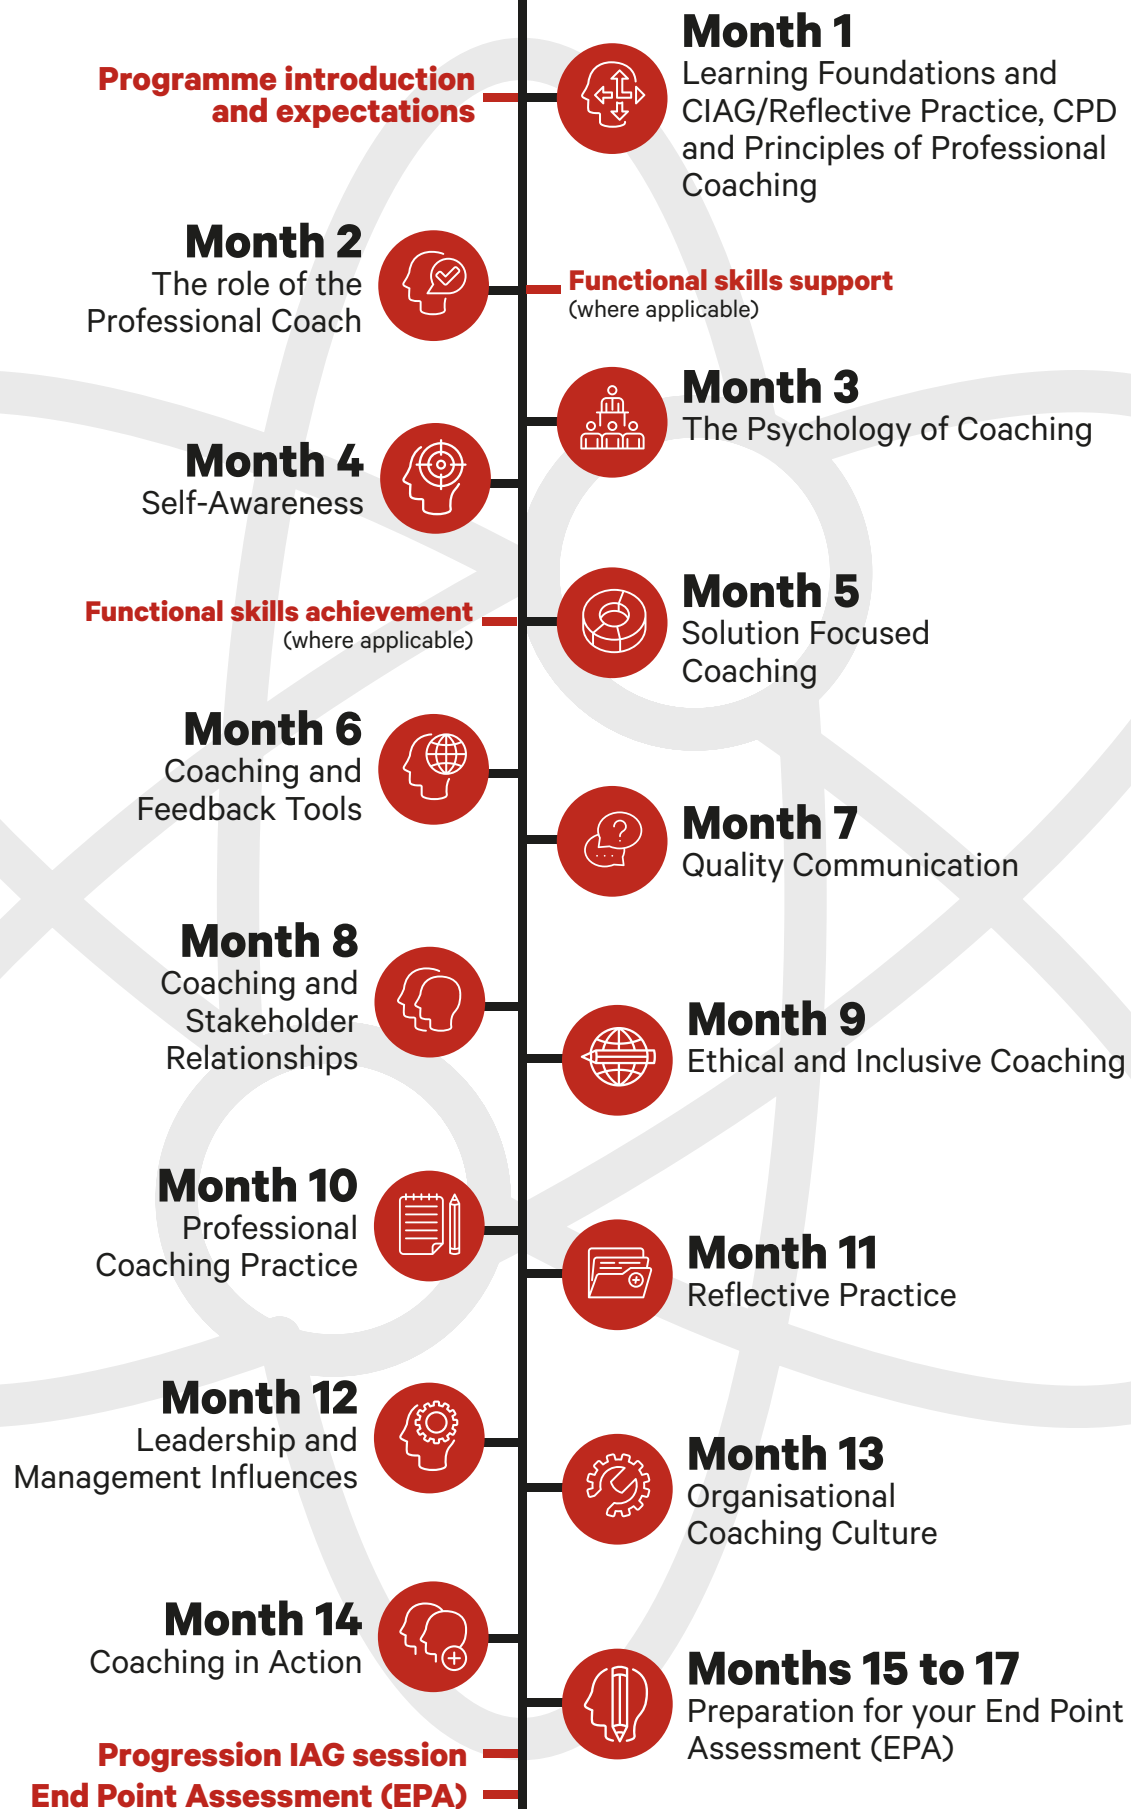 Month 1
Learning Foundations and
CIAG/Reflective Practice, CPD
and Principles of Professional
Coaching
Programme introduction
and expectations
Month 2
The role of the
Professional Coach
Functional skills support
(where applicable)
Month 3
The Psychology of Coaching
Month 4
Self-Awareness
Month 5
Solution Focused
Coaching
Functional skills achievement
(where applicable)
Month 6
Coaching and
Feedback Tools
Month 7
Quality Communication
Month 8
Coaching and
Stakeholder
Relationships
Month 9
Ethical and Inclusive Coaching
Month 10
Professional
Coaching Practice
Month 11
Reflective Practice
Month 12
Leadership and
Management Influences
Month 13
Organisational
Coaching Culture
Month 14
Coaching in Action
Months 15 to 17
Preparation for your End Point
Assessment (EPA)
Progression IAG session
End Point Assessment (EPA)